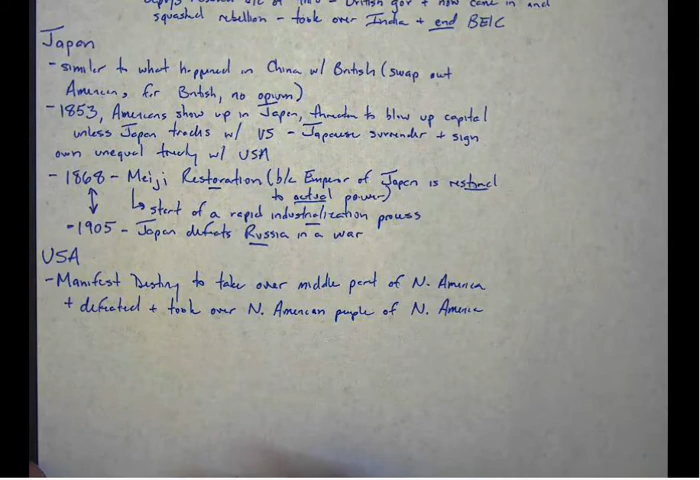 squashed rebellion - took over India + end BEIC
Japan
- similar to what happened in China w/ British (swap out
Americans for British, no opium)
- 1853, Americans show up in Japan, threaten to blow up capital
unless Japan trades w/ US - Japanese surrender + sign
own unequal treaty w/ USA
- 1868 - Meiji Restoration (b/c Emperor of Japan is restored
to actual power)
↳ start of a rapid industrialization process
- 1905 - Japan defeats Russia in a war
USA
- Manifest Destiny to take over middle part of N. America
+ defeated + took over N. American people of N. America